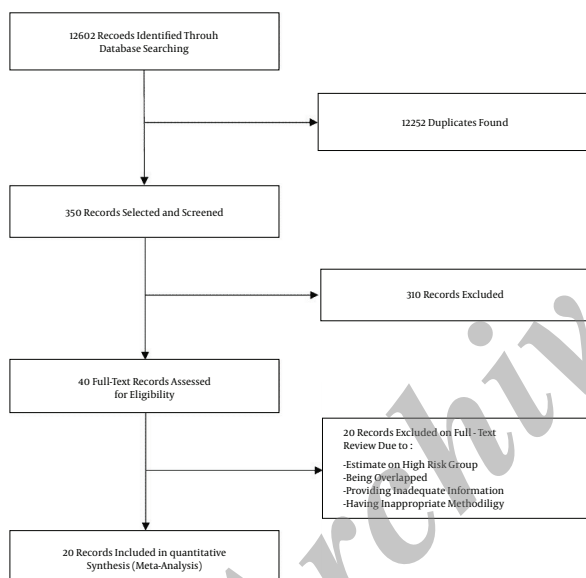 12602 Recoeds Identified Throuh
Database Searching
12252 Duplicates Found
350 Records Selected and Screened
310 Records Excluded
40 Full-Text Records Assessed
for Eligibility
20 Records Excluded on Full - Text
Review Due to :
-Estimate on High Risk Group
-Being Overlapped
-Providing Inadequate Information
-Having Inappropriate Methodiligy
20 Records Included in quantitative
Synthesis (Meta-Analysis)
Archiv